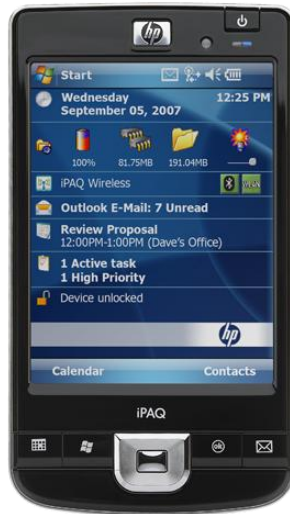 hp
Start
Wednesday 12:25 PM
September 05, 2007
100% 81.75MB 191.04MB
iPAQ Wireless
Outlook E-Mail: 7 Unread
Review Proposal
12:00PM-1:00PM (Dave's Office)
1 Active task
1 High Priority
Device unlocked
hp
Calendar Contacts
iPAQ
ok